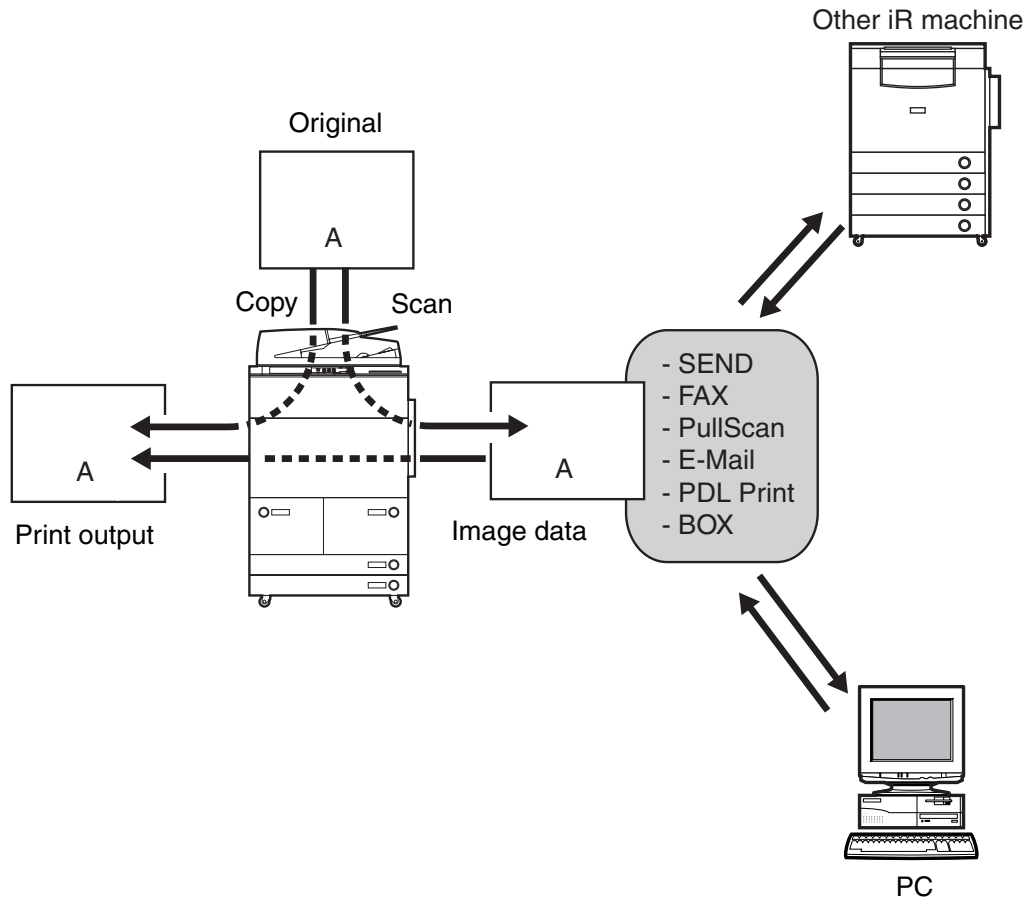 Other iR machine
Original
A
Copy
Scan
A
Print output
A
Image data
- SEND
- FAX
- PullScan
- E-Mail
- PDL Print
- BOX
PC